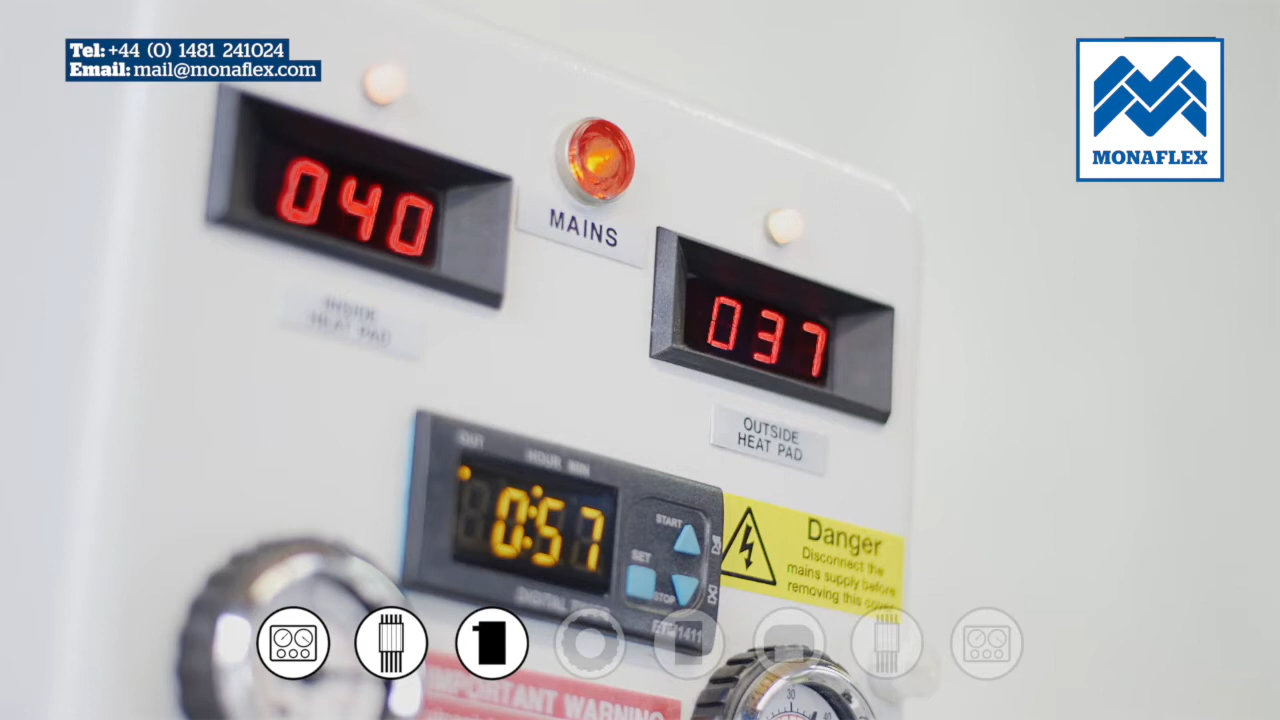 Tel: +44 (0) 1481 241024
Email: mail@monaflex.com
MONAFLEX
040
MAINS
037
INSIDE
HEAT PAD
OUTSIDE
HEAT PAD
OUT
HOUR MIN
0:57
START
SET
STOP
DIGITAL
Danger
Disconnect the
mains supply before
removing this cover
IMPORTANT WARNING
30